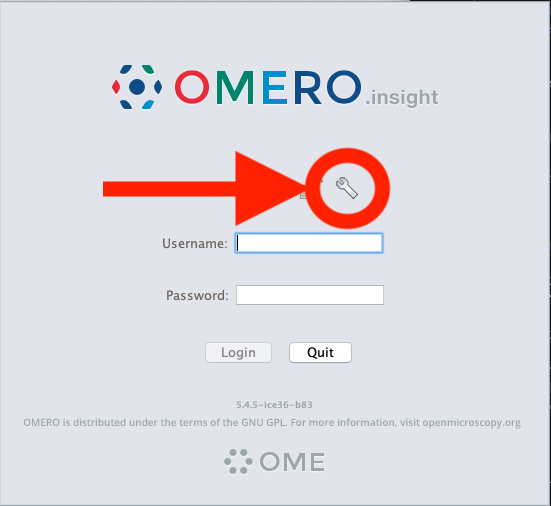 OMERO.insight
Username:
Password:
Login Quit
5.4.5-ice36-b83
OMERO is distributed under the terms of the GNU GPL. For more information, visit openmicroscopy.org
OME